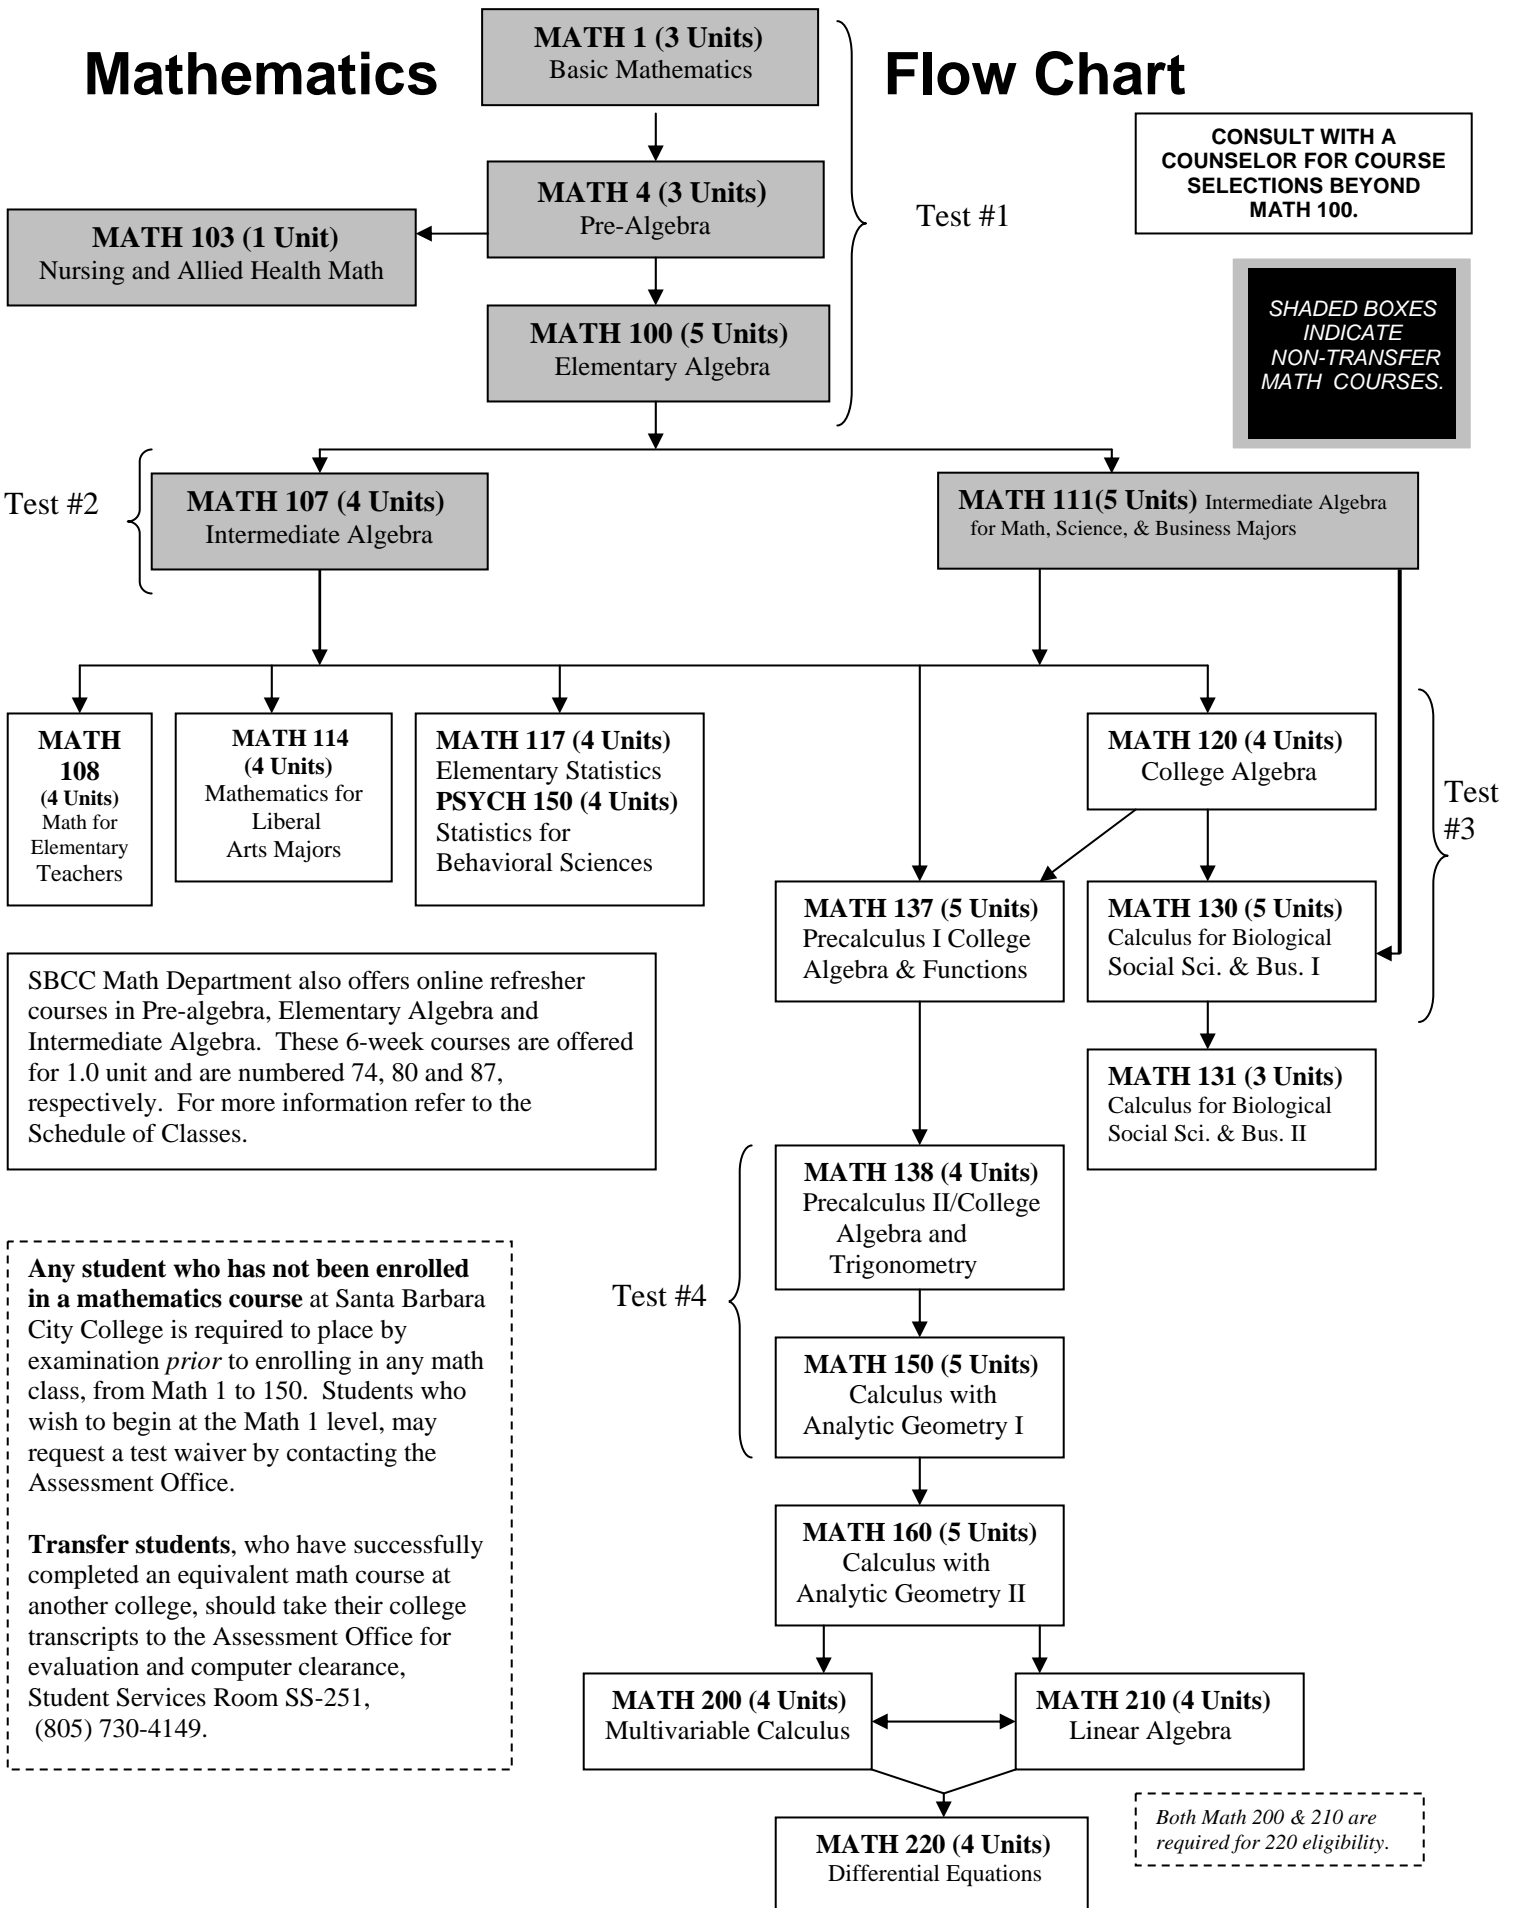 Mathematics
Flow Chart
MATH 1 (3 Units)
Basic Mathematics
CONSULT WITH A
COUNSELOR FOR COURSE
SELECTIONS BEYOND
MATH 100.
MATH 4 (3 Units)
Pre-Algebra
Test #1
MATH 103 (1 Unit)
Nursing and Allied Health Math
SHADED BOXES
INDICATE
NON-TRANSFER
MATH COURSES.
MATH 100 (5 Units)
Elementary Algebra
Test #2
MATH 107 (4 Units)
Intermediate Algebra
MATH 111(5 Units) Intermediate Algebra
for Math, Science, & Business Majors
MATH
108
(4 Units)
Math for
Elementary
Teachers
MATH 114
(4 Units)
Mathematics for
Liberal
Arts Majors
MATH 117 (4 Units)
Elementary Statistics
PSYCH 150 (4 Units)
Statistics for
Behavioral Sciences
MATH 120 (4 Units)
College Algebra
Test
#3
MATH 137 (5 Units)
Precalculus I College
Algebra & Functions
MATH 130 (5 Units)
Calculus for Biological
Social Sci. & Bus. I
SBCC Math Department also offers online refresher
courses in Pre-algebra, Elementary Algebra and
Intermediate Algebra. These 6-week courses are offered
for 1.0 unit and are numbered 74, 80 and 87,
respectively. For more information refer to the
Schedule of Classes.
MATH 131 (3 Units)
Calculus for Biological
Social Sci. & Bus. II
MATH 138 (4 Units)
Precalculus II/College
Algebra and
Trigonometry
Test #4
Any student who has not been enrolled
in a mathematics course at Santa Barbara
City College is required to place by
examination prior to enrolling in any math
class, from Math 1 to 150. Students who
wish to begin at the Math 1 level, may
request a test waiver by contacting the
Assessment Office.
Transfer students, who have successfully
completed an equivalent math course at
another college, should take their college
transcripts to the Assessment Office for
evaluation and computer clearance,
Student Services Room SS-251,
(805) 730-4149.
MATH 150 (5 Units)
Calculus with
Analytic Geometry I
MATH 160 (5 Units)
Calculus with
Analytic Geometry II
MATH 200 (4 Units)
Multivariable Calculus
MATH 210 (4 Units)
Linear Algebra
Both Math 200 & 210 are
required for 220 eligibility.
MATH 220 (4 Units)
Differential Equations